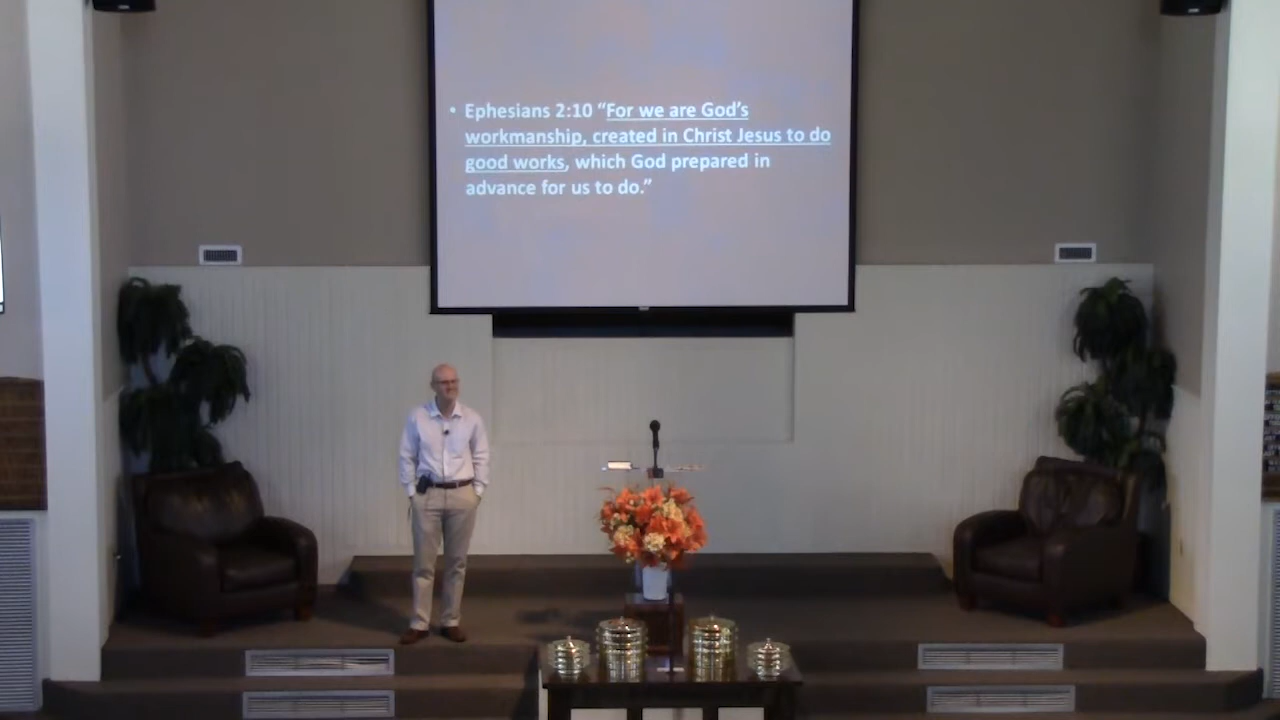 • Ephesians 2:10 “For we are God’s
workmanship, created in Christ Jesus to do
good works, which God prepared in
advance for us to do.”